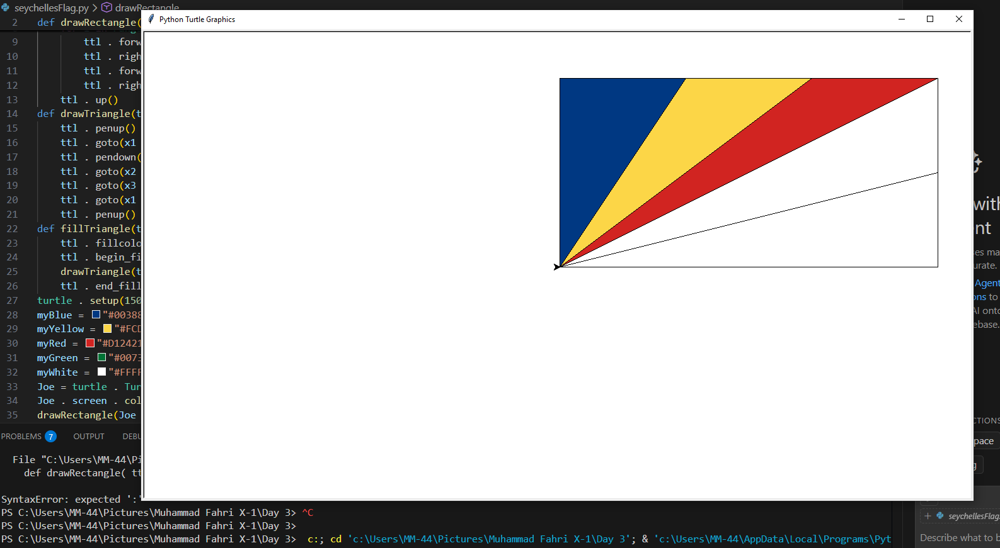 seychellesFlag.py > drawRectangle
Python Turtle Graphics
2 def drawRectangle(
9 ttl . forw
10 ttl . righ
11 ttl . forw
12 ttl . righ
13 ttl . up()
14 def drawTriangle(t
15 ttl . penup()
16 ttl . goto(x1
17 ttl . pendown(
18 ttl . goto(x2
19 ttl . goto(x3
20 ttl . goto(x1
21 ttl . penup()
22 def fillTriangle(t
23 ttl . fillcolo
24 ttl . begin_fi
25 drawTriangle(t
26 ttl . end_fill
27 turtle . setup(150
28 myBlue = "#00388
29 myYellow = "#FCD
30 myRed = "#D12421
31 myGreen = "#0073
32 myWhite = "#FFFF
33 Joe = turtle . Tur
34 Joe . screen . col
35 drawRectangle(Joe
with
nt
es ma
urate.
Agent
ons to
AI onto
ebase.
CTIONS
pace
g
PROBLEMS 7 OUTPUT DEBU
File "C:\Users\MM-44\Pi
def drawRectangle( tt
SyntaxError: expected ':'
PS C:\Users\MM-44\Pictures\Muhammad Fahri X-1\Day 3> ^C
PS C:\Users\MM-44\Pictures\Muhammad Fahri X-1\Day 3>
PS C:\Users\MM-44\Pictures\Muhammad Fahri X-1\Day 3> c:; cd 'c:\Users\MM-44\Pictures\Muhammad Fahri X-1\Day 3'; & 'c:\Users\MM-44\AppData\Local\Programs\Pyt
+ seychellesFlag.
Describe what to b